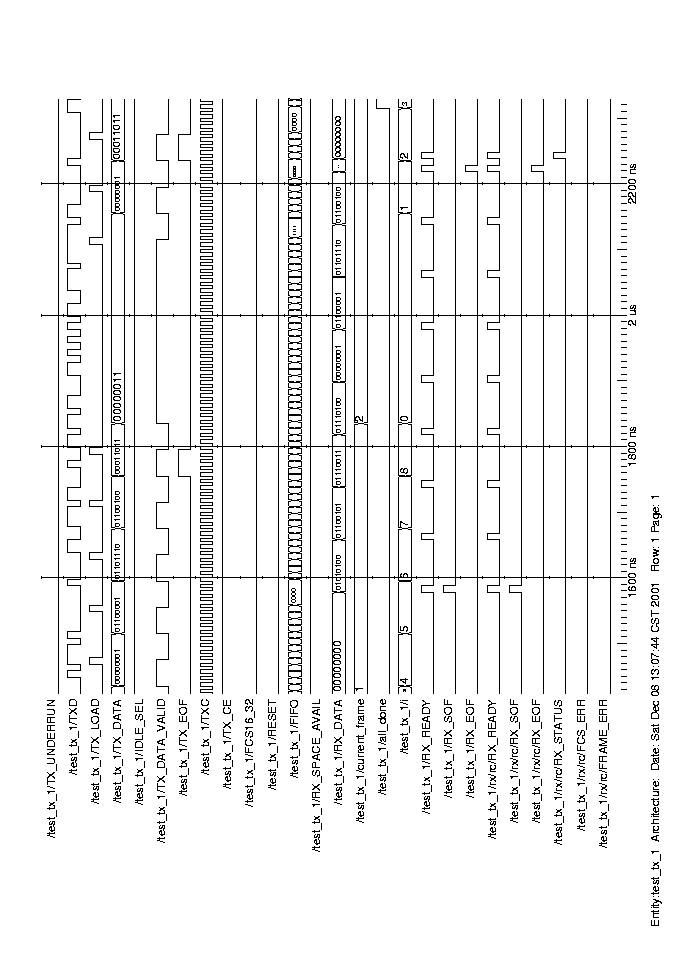 /test_tx_1/TX_UNDERRUN
/test_tx_1/TXD
/test_tx_1/TX_LOAD
/test_tx_1/TX_DATA 00000001 01100001 01101110 01100100 00011011 00000011 00000001 00011011
/test_tx_1/IDLE_SEL
/test_tx_1/TX_DATA_VALID
/test_tx_1/TX_EOF
/test_tx_1/TXC
/test_tx_1/TX_CE
/test_tx_1/FCS16_32
/test_tx_1/RESET
/test_tx_1/FIFO
/test_tx_1/RX_SPACE_AVAIL
/test_tx_1/RX_DATA 00000000 01010100 01100101 01110011 01110100 00000001 01100001 01101110 01100100 00000000
/test_tx_1/current_frame 1 2
/test_tx_1/all_done
/test_tx_1/i 4 5 6 7 8 0 1 2 3
/test_tx_1/RX_READY
/test_tx_1/RX_SOF
/test_tx_1/RX_EOF
/test_tx_1/rx/rc/RX_READY
/test_tx_1/rx/rc/RX_SOF
/test_tx_1/rx/rc/RX_EOF
/test_tx_1/rx/rc/RX_STATUS
/test_tx_1/rx/rc/FCS_ERR
/test_tx_1/rx/rc/FRAME_ERR
1600 ns 1800 ns 2 us 2200 ns
Entity:test_tx_1 Architecture: Date: Sat Dec 08 13:07:44 CST 2001 Row: 1 Page: 1